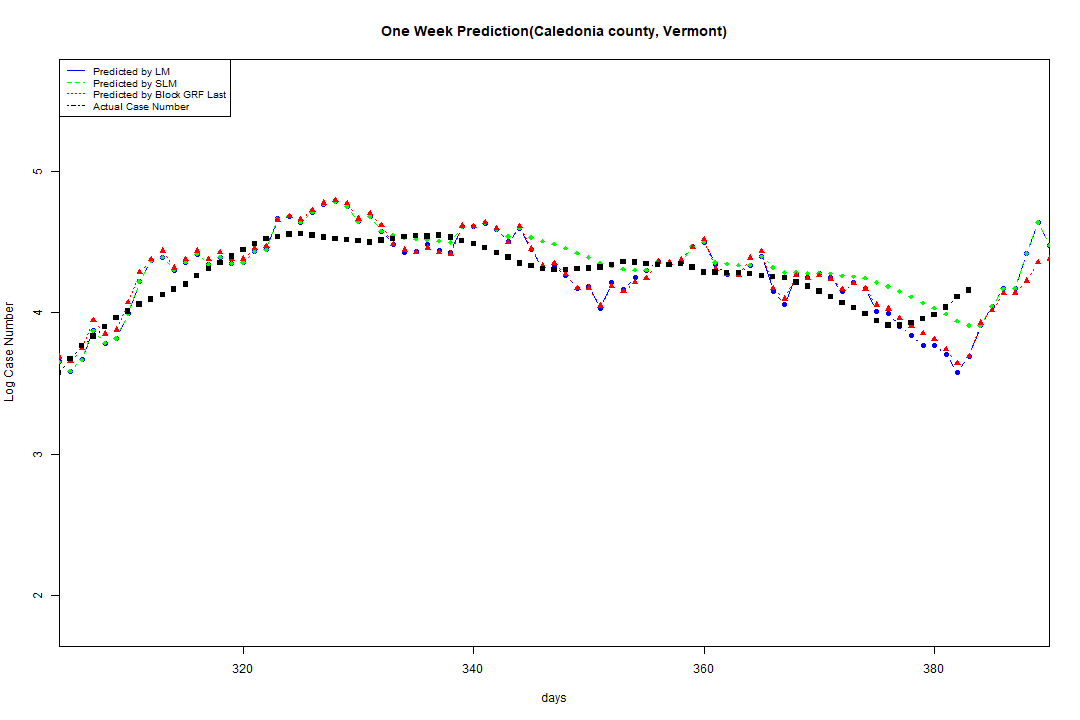 One Week Prediction(Caledonia county, Vermont)
Predicted by LM
Predicted by SLM
Predicted by Block GRF Last
Actual Case Number
5
4
3
2
Log Case Number
320 340 360 380
days